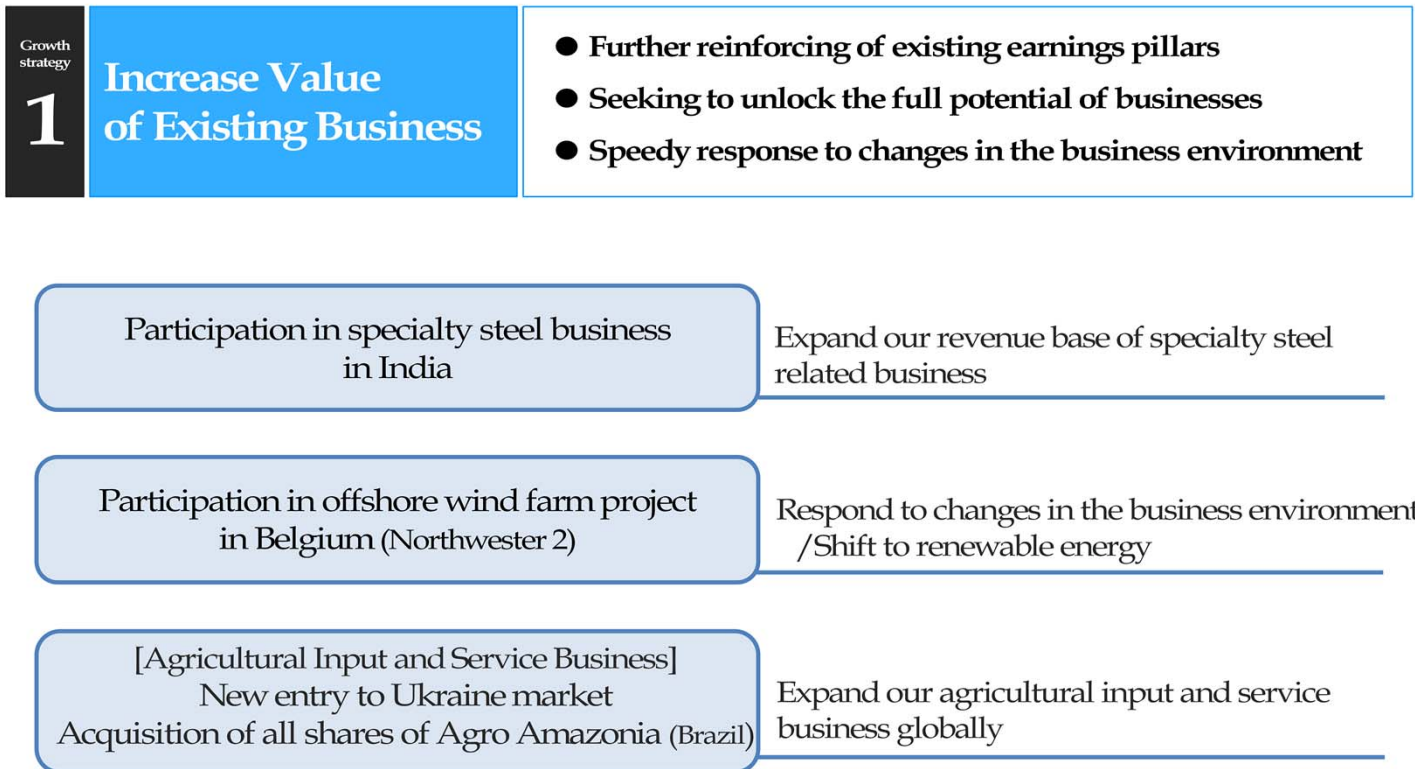 Growth
strategy
1
Increase Value
of Existing Business
● Further reinforcing of existing earnings pillars
● Seeking to unlock the full potential of businesses
● Speedy response to changes in the business environment
Participation in specialty steel business
in India
Expand our revenue base of specialty steel
related business
Participation in offshore wind farm project
in Belgium (Northwester 2)
Respond to changes in the business environment
/Shift to renewable energy
[Agricultural Input and Service Business]
New entry to Ukraine market
Acquisition of all shares of Agro Amazonia (Brazil)
Expand our agricultural input and service
business globally